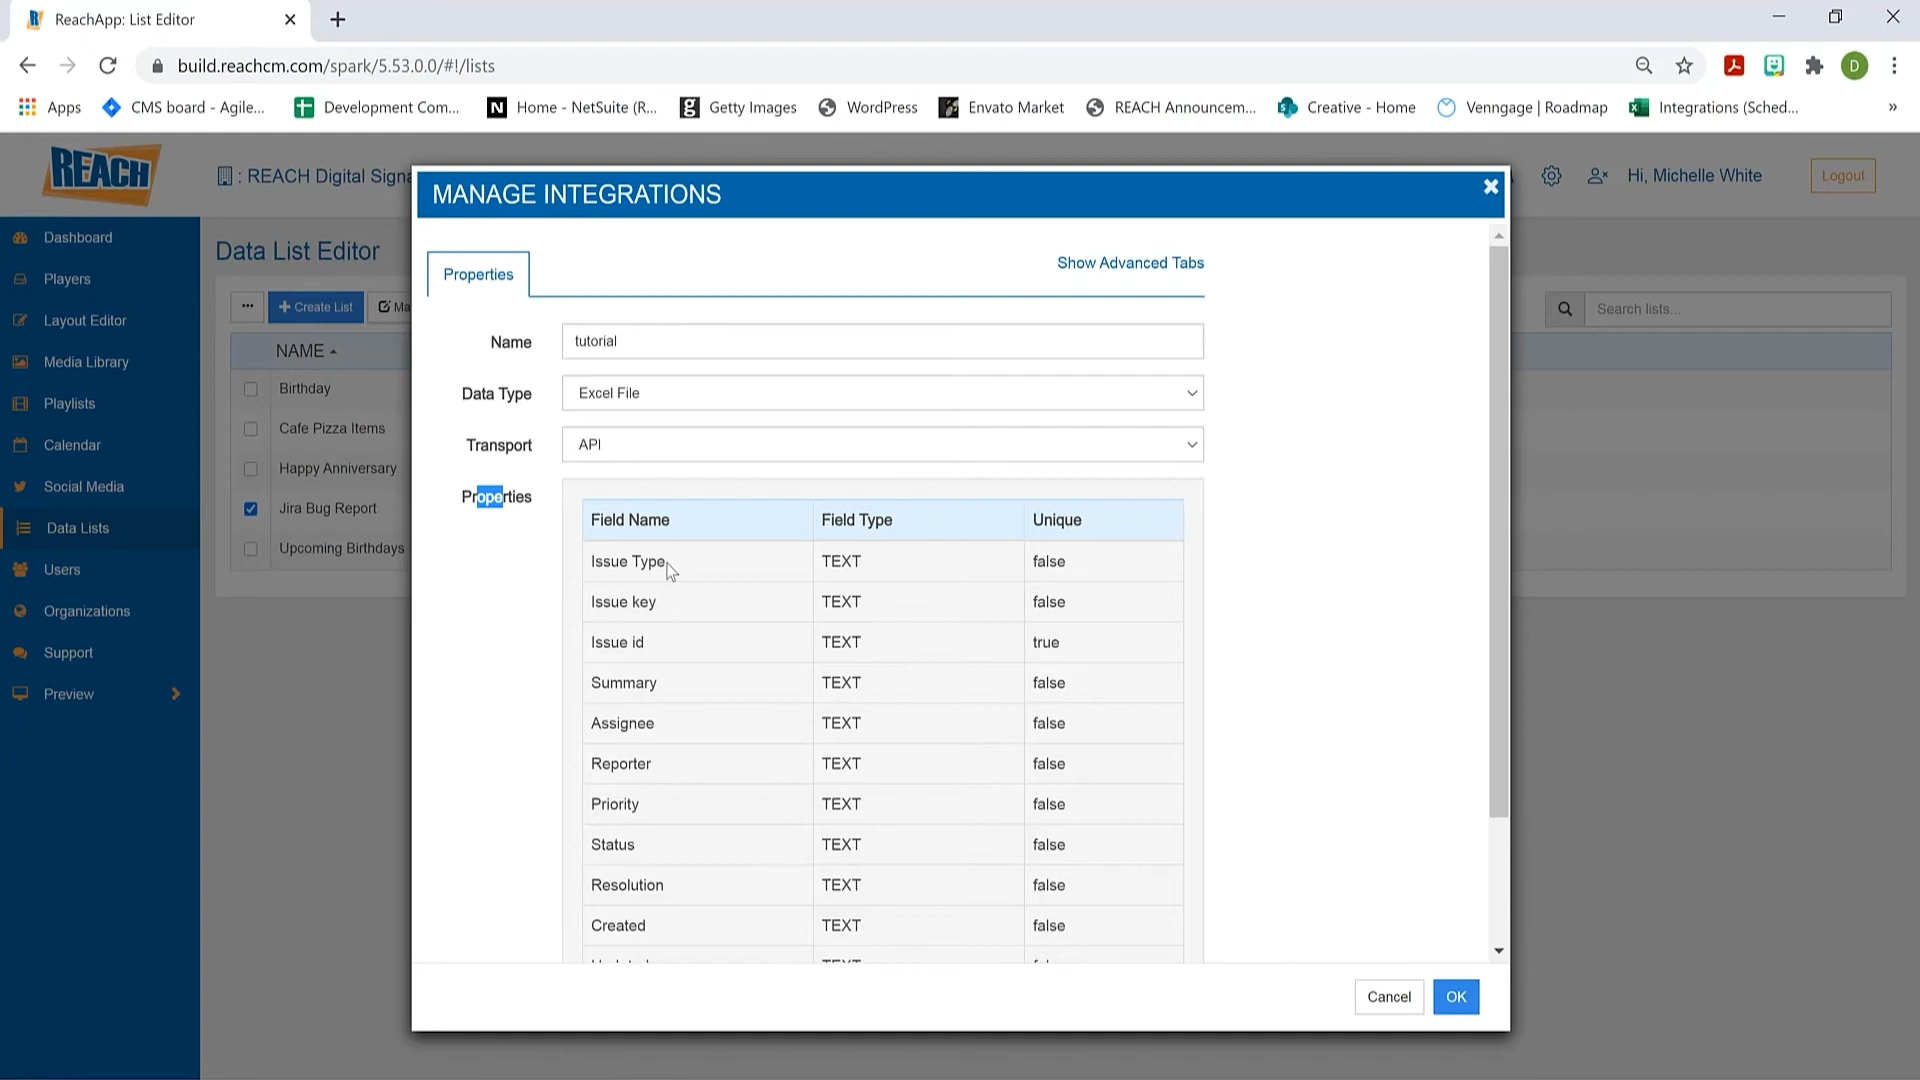 ReachApp: List Editor
build.reachcm.com/spark/5.53.0.0/#!/lists
D
Apps
CMS board - Agile...
Development Com...
N Home - NetSuite (R...
g Getty Images
WordPress
Envato Market
REACH Announcem...
Creative - Home
Venngage | Roadmap
Integrations (Sched...
»
REACH
: REACH Digital Signa
Hi, Michelle White
Logout
MANAGE INTEGRATIONS
Dashboard
Players
Layout Editor
Media Library
Playlists
Calendar
Social Media
Data Lists
Users
Organizations
Support
Preview
Data List Editor
... Create List Ma
Search lists...
NAME
Birthday
Cafe Pizza Items
Happy Anniversary
Jira Bug Report
Upcoming Birthdays
Properties
Show Advanced Tabs
Name tutorial
Data Type Excel File
Transport API
Properties
Field Name Field Type Unique
Issue Type TEXT false
Issue key TEXT false
Issue id TEXT true
Summary TEXT false
Assignee TEXT false
Reporter TEXT false
Priority TEXT false
Status TEXT false
Resolution TEXT false
Created TEXT false
Cancel OK